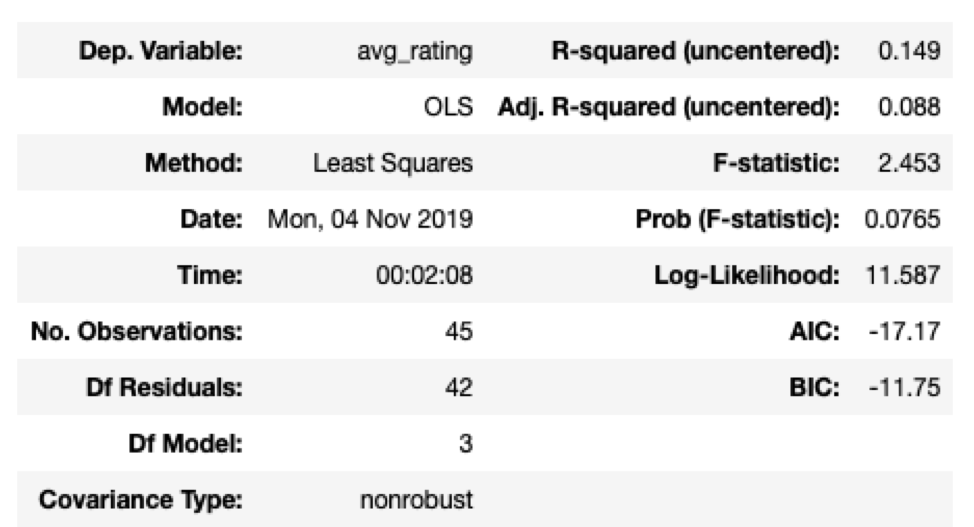 Dep. Variable: avg_rating R-squared (uncentered): 0.149
Model: OLS Adj. R-squared (uncentered): 0.088
Method: Least Squares F-statistic: 2.453
Date: Mon, 04 Nov 2019 Prob (F-statistic): 0.0765
Time: 00:02:08 Log-Likelihood: 11.587
No. Observations: 45 AIC: -17.17
Df Residuals: 42 BIC: -11.75
Df Model: 3
Covariance Type: nonrobust